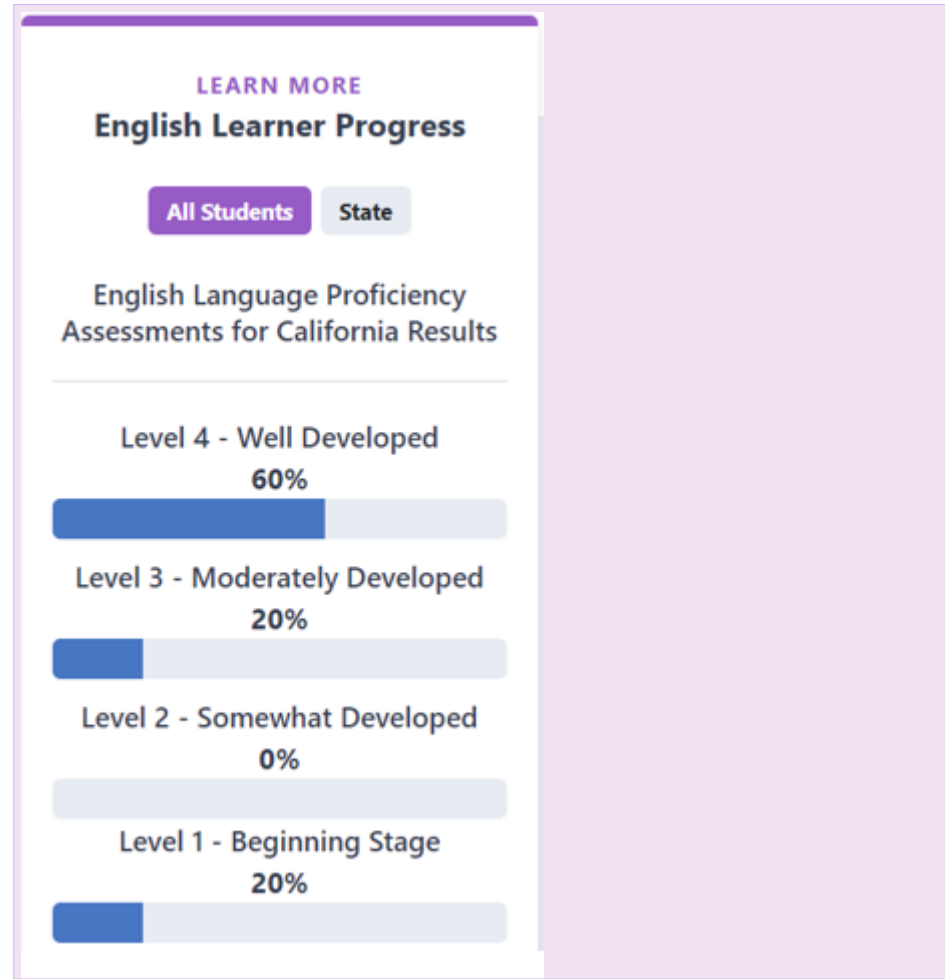 LEARN MORE
English Learner Progress
All Students State
English Language Proficiency
Assessments for California Results
Level 4 - Well Developed
60%
Level 3 - Moderately Developed
20%
Level 2 - Somewhat Developed
0%
Level 1 - Beginning Stage
20%